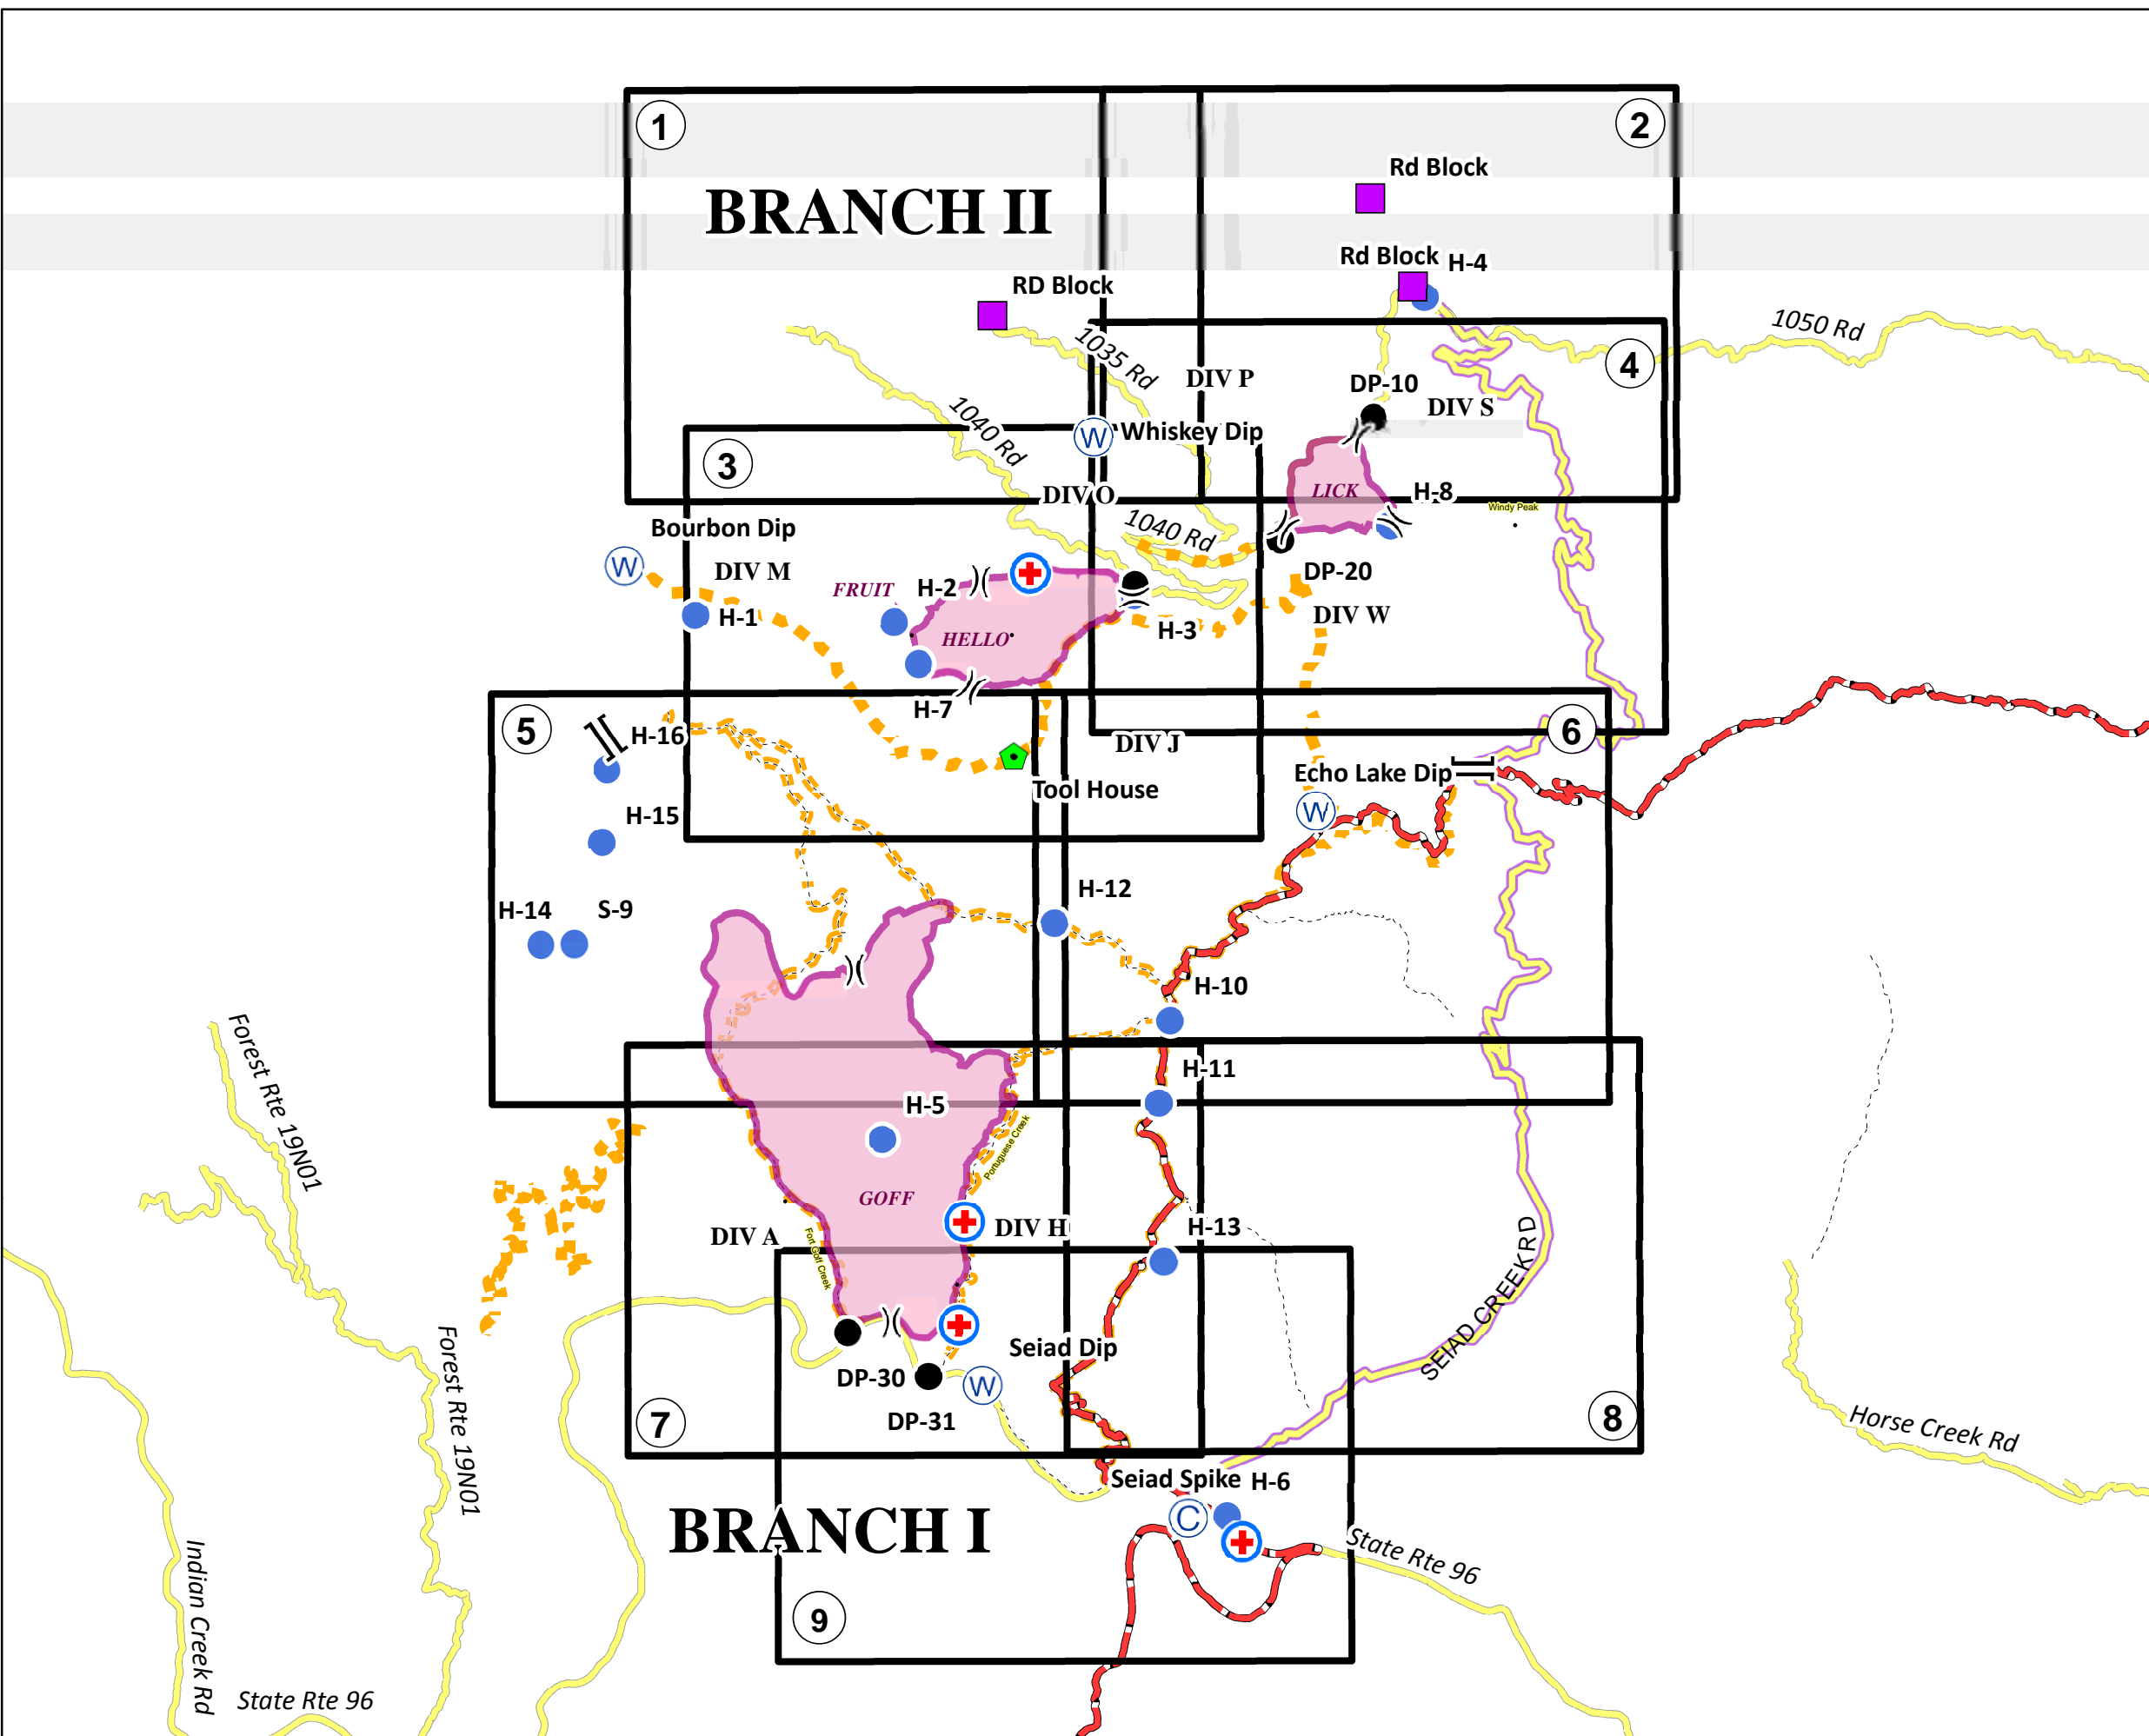 1
2
Rd Block
BRANCH II
Rd Block
H-4
RD Block
1050 Rd
1035 Rd
4
DIV P
DP-10
DIV S
1040 Rd
W
Whiskey Dip
3
LICK
H-8
DIV O
Windy Peak
Bourbon Dip
1040 Rd
W
DIV M
DP-20
FRUIT
H-2
H-1
DIV W
H-3
HELLO
H-7
5
H-16
6
DIV J
Echo Lake Dip
Tool House
W
H-15
H-12
H-14
S-9
H-10
Forest Rte 19N01
H-11
H-5
Portuguese Creek
GOFF
DIV A
DIV H
H-13
Fort Goff Creek
SEIAD CREEK RD
Seiad Dip
Forest Rte 19N01
DP-30
W
DP-31
7
8
Horse Creek Rd
Seiad Spike
H-6
BRANCH I
C
State Rte 96
Indian Creek Rd
9
State Rte 96